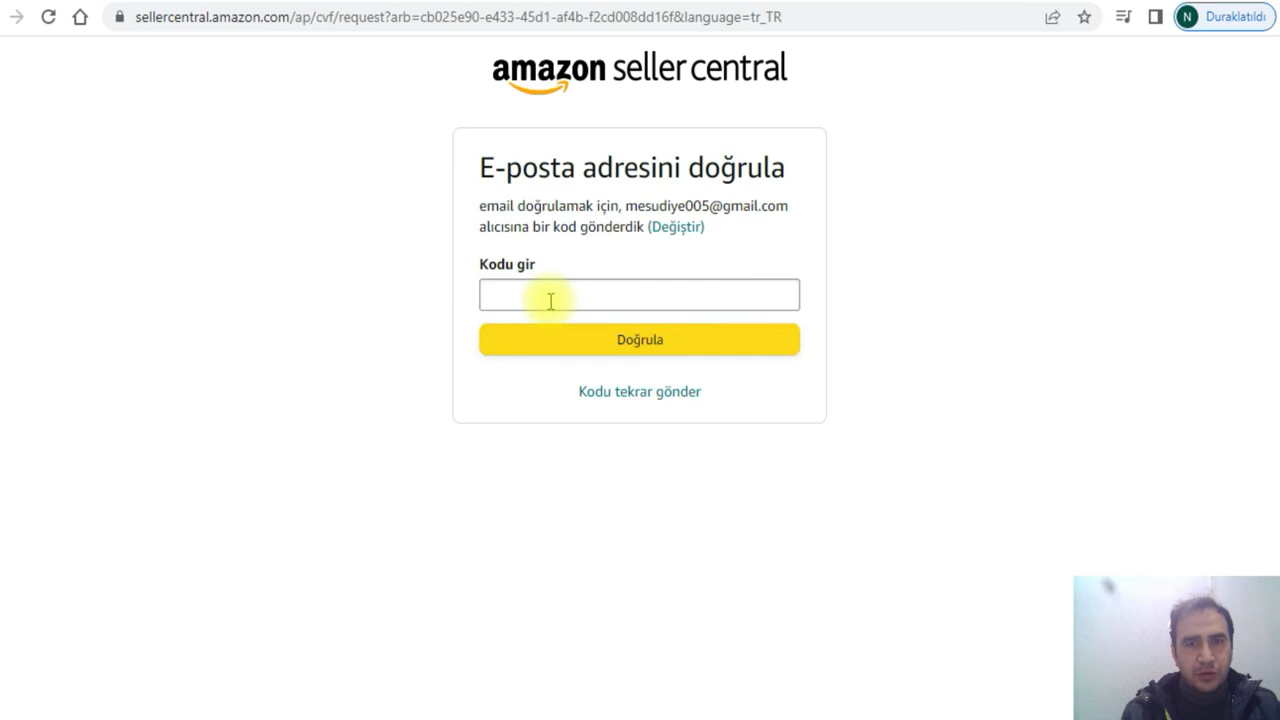 sellercentral.amazon.com/ap/cvf/request?arb=cb025e90-e433-45d1-af4b-f2cd008dd16f&language=tr_TR
N
Duraklatıldı
amazon seller central
E-posta adresini doğrula
email doğrulamak için, mesudiye005@gmail.com
alıcısına bir kod gönderdik (Değiştir)
Kodu gir
Doğrula
Kodu tekrar gönder